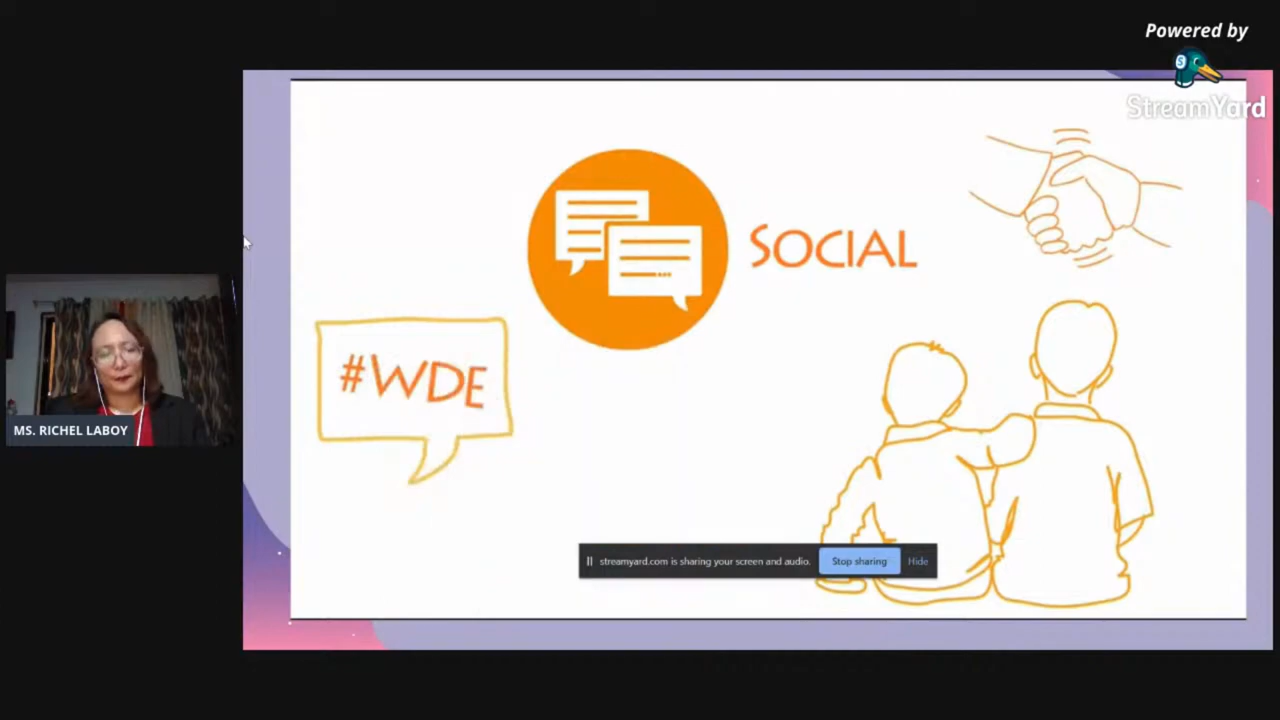 Powered by
StreamYard
SOCIAL
#WDE
MS. RICHEL LABOY
streamyard.com is sharing your screen and audio.
Stop sharing
Hide